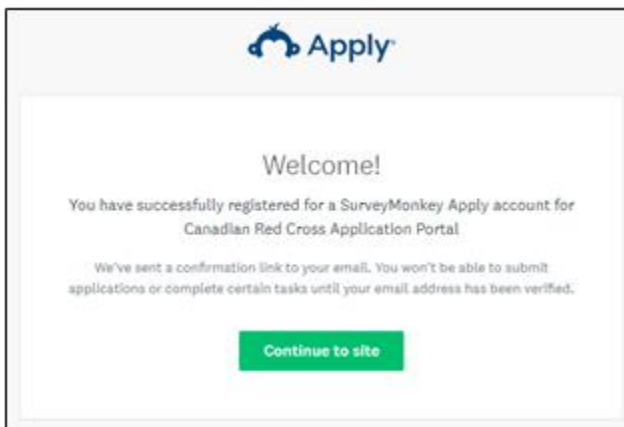 Apply
Welcome!
You have successfully registered for a SurveyMonkey Apply account for
Canadian Red Cross Application Portal
We've sent a confirmation link to your email. You won't be able to submit
applications or complete certain tasks until your email address has been verified.
Continue to site